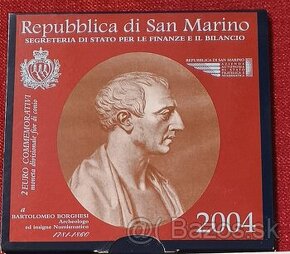 Repubblica di San Marino
SEGRETERIA DI STATO PER LE FINANZE E IL BILANCIO
REPUBBLICA DI SAN MARINO
AZIENDA
2 EURO COMMEMORATIVI
moneta divisionale fior di conio
a
BARTOLOMEO BORGHESI
Archeologo
ed insigne Numismatico
1781-1860
2004
bazos.sk